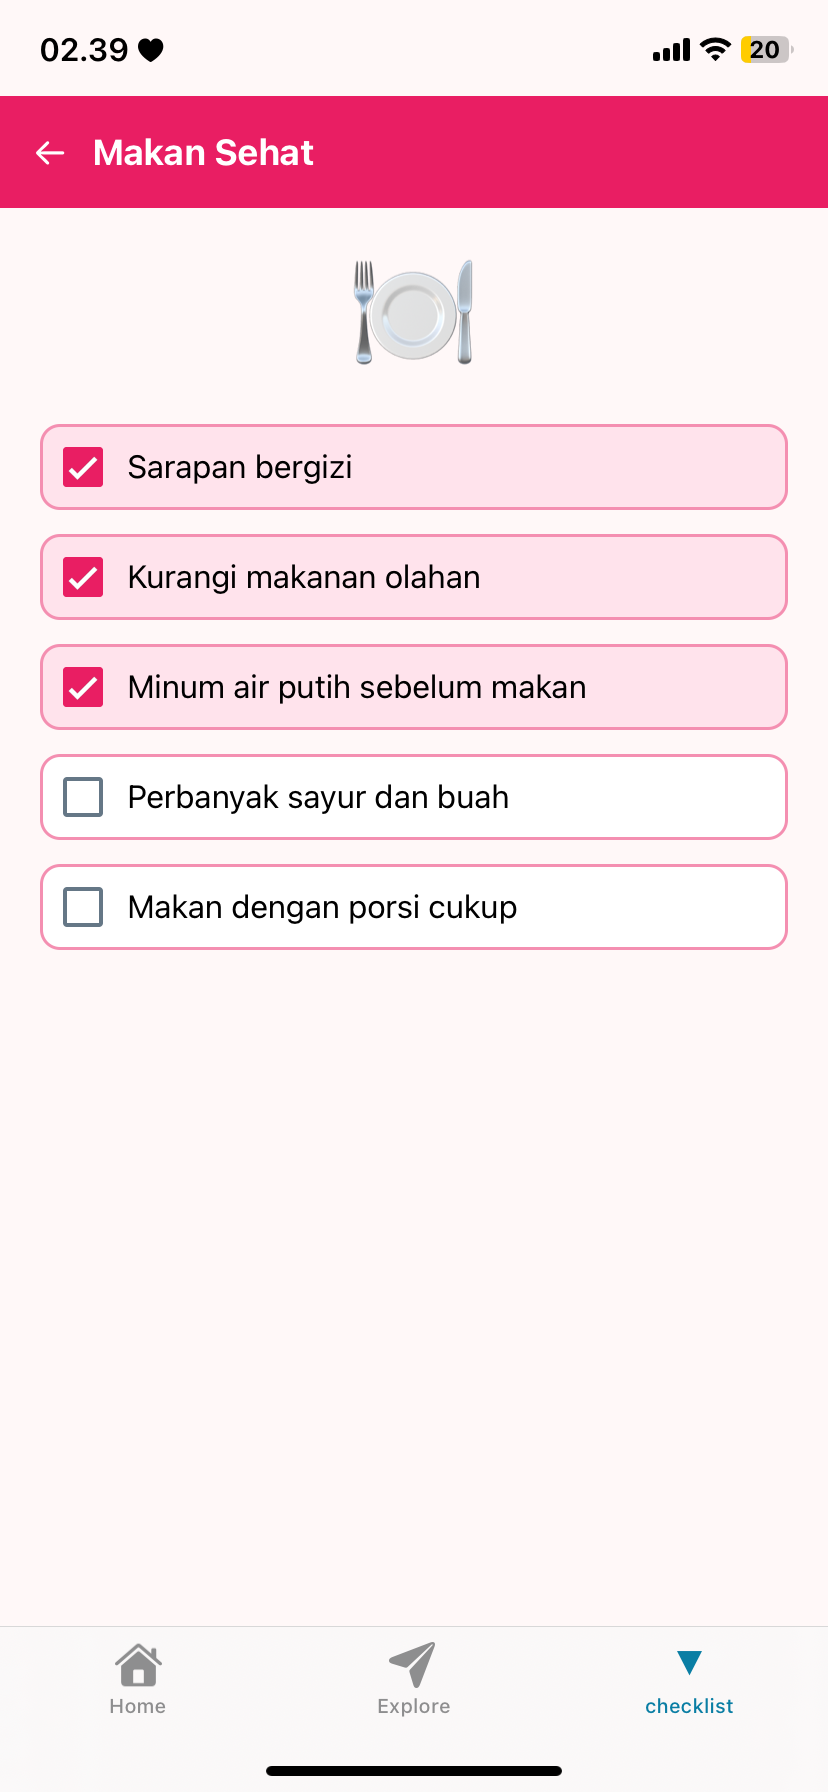 02.39
20
Makan Sehat
Sarapan bergizi
Kurangi makanan olahan
Minum air putih sebelum makan
Perbanyak sayur dan buah
Makan dengan porsi cukup
Home
Explore
checklist